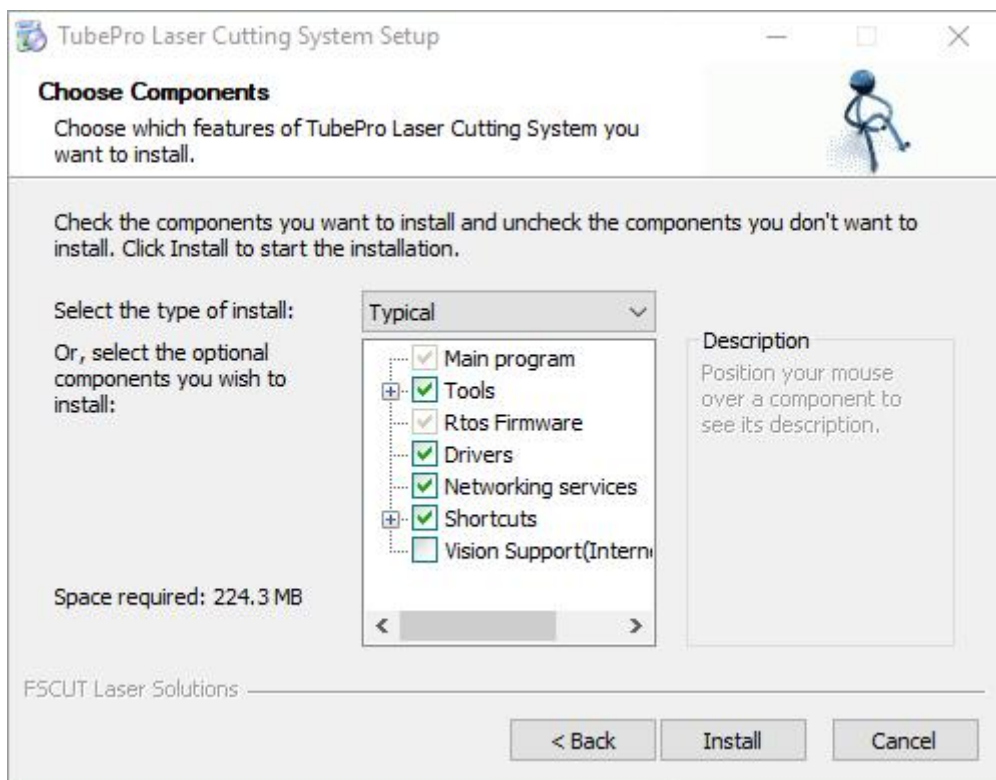 TubePro Laser Cutting System Setup
Choose Components
Choose which features of TubePro Laser Cutting System you
want to install.
Check the components you want to install and uncheck the components you don't want to
install. Click Install to start the installation.
Select the type of install:
Typical
Or, select the optional
components you wish to
install:
Main program
Tools
Rtos Firmware
Drivers
Networking services
Shortcuts
Vision Support(Intern
Description
Position your mouse
over a component to
see its description.
Space required: 224.3 MB
FSCUT Laser Solutions
< Back
Install
Cancel